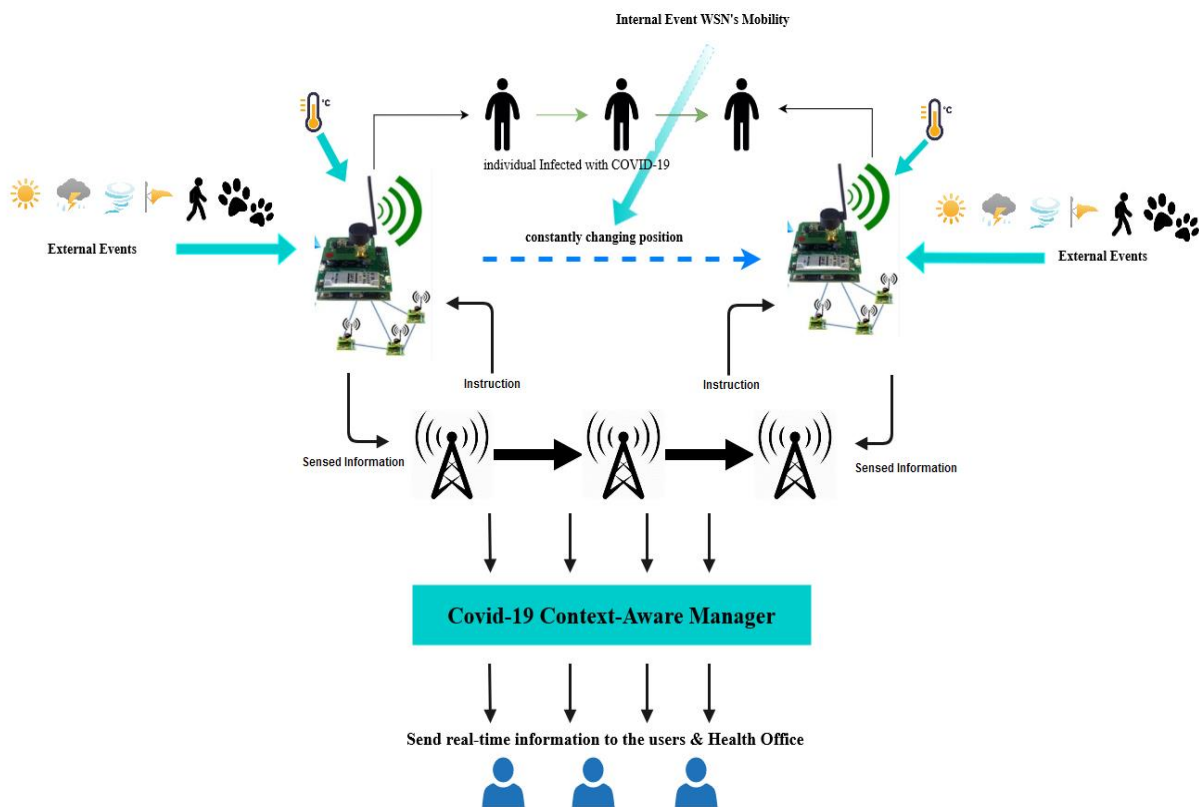 Internal Event WSN's Mobility
°C
°C
individual Infected with COVID-19
External Events
constantly changing position
External Events
Instruction
Instruction
Sensed Information
Sensed Information
Covid-19 Context-Aware Manager
Send real-time information to the users & Health Office